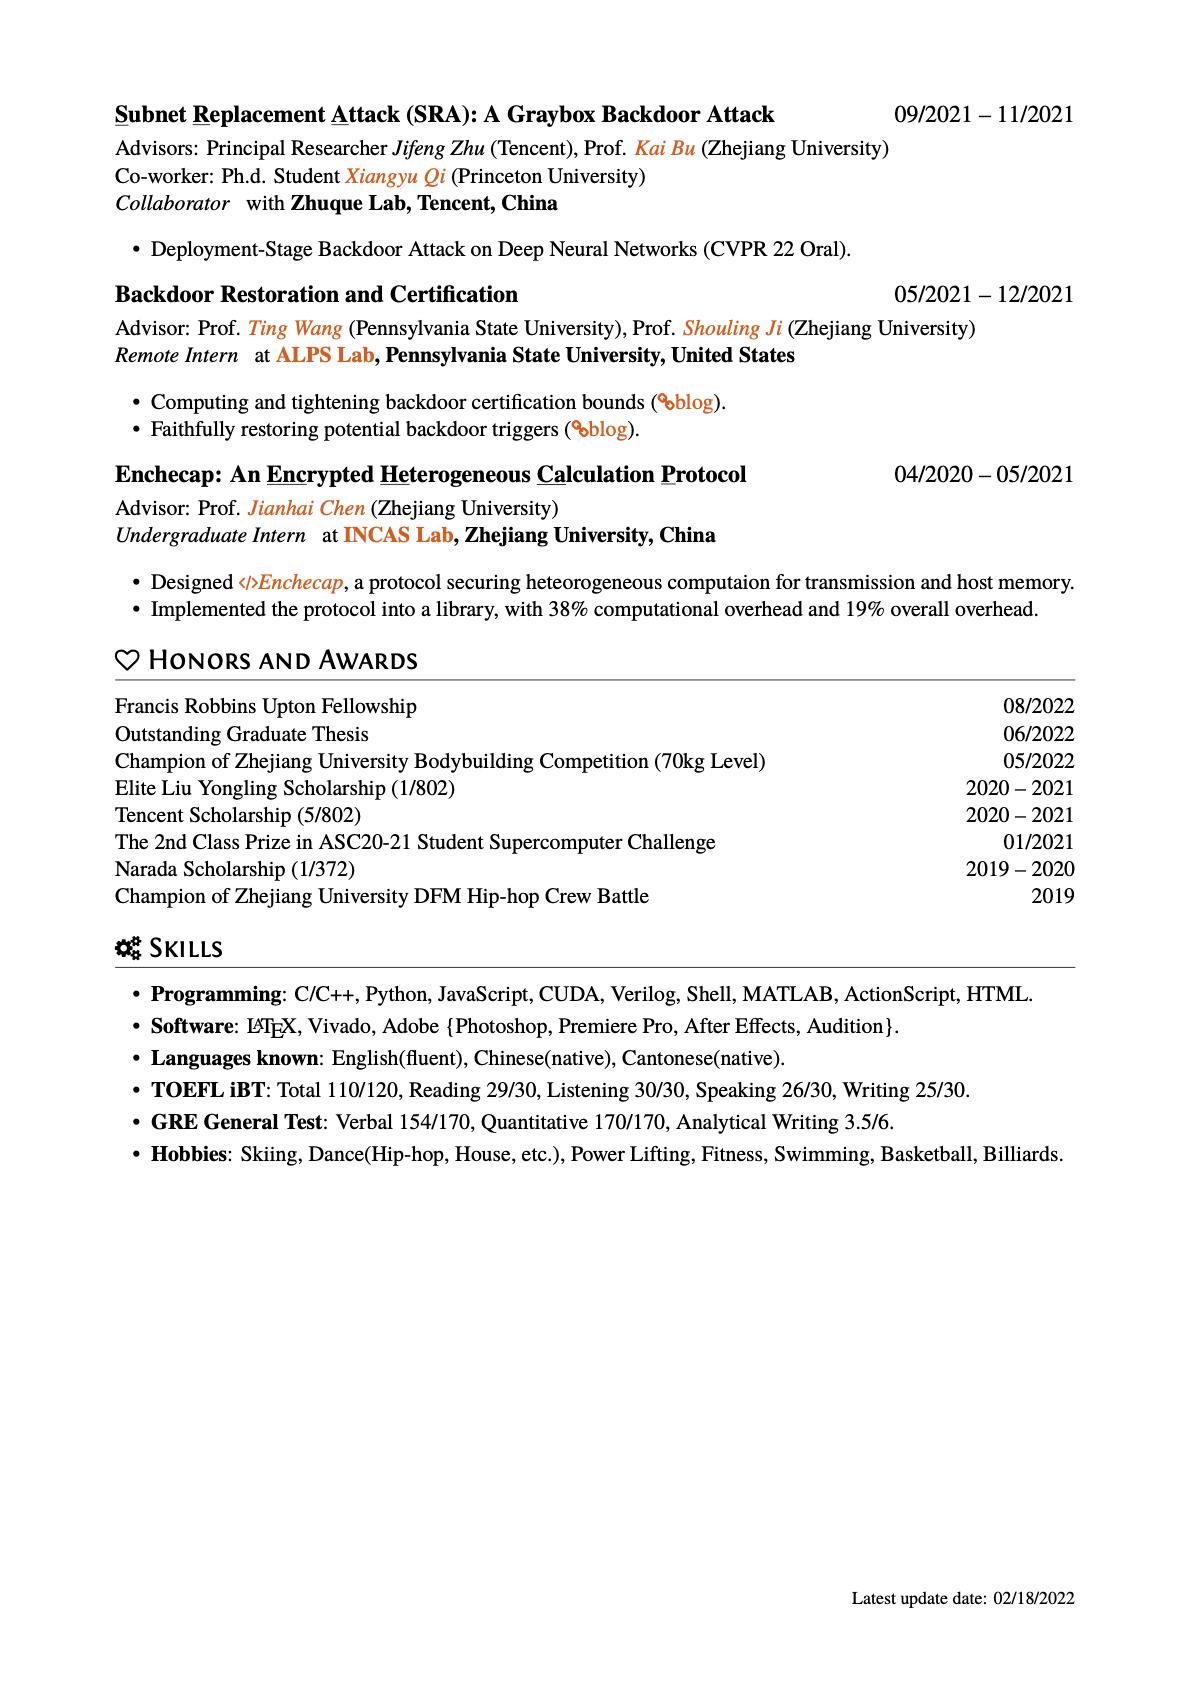 Subnet Replacement Attack (SRA): A Graybox Backdoor Attack 09/2021 – 11/2021
Advisors: Principal Researcher Jifeng Zhu (Tencent), Prof. Kai Bu (Zhejiang University)
Co-worker: Ph.d. Student Xiangyu Qi (Princeton University)
Collaborator with Zhuque Lab, Tencent, China
• Deployment-Stage Backdoor Attack on Deep Neural Networks (CVPR 22 Oral).
Backdoor Restoration and Certification 05/2021 – 12/2021
Advisor: Prof. Ting Wang (Pennsylvania State University), Prof. Shouling Ji (Zhejiang University)
Remote Intern at ALPS Lab, Pennsylvania State University, United States
• Computing and tightening backdoor certification bounds (blog).
• Faithfully restoring potential backdoor triggers (blog).
Enchecap: An Encrypted Heterogeneous Calculation Protocol 04/2020 – 05/2021
Advisor: Prof. Jianhai Chen (Zhejiang University)
Undergraduate Intern at INCAS Lab, Zhejiang University, China
• Designed </>Enchecap, a protocol securing heteorogeneous computaion for transmission and host memory.
• Implemented the protocol into a library, with 38% computational overhead and 19% overall overhead.
Honors and Awards
Francis Robbins Upton Fellowship 08/2022
Outstanding Graduate Thesis 06/2022
Champion of Zhejiang University Bodybuilding Competition (70kg Level) 05/2022
Elite Liu Yongling Scholarship (1/802) 2020 – 2021
Tencent Scholarship (5/802) 2020 – 2021
The 2nd Class Prize in ASC20-21 Student Supercomputer Challenge 01/2021
Narada Scholarship (1/372) 2019 – 2020
Champion of Zhejiang University DFM Hip-hop Crew Battle 2019
Skills
• Programming: C/C++, Python, JavaScript, CUDA, Verilog, Shell, MATLAB, ActionScript, HTML.
• Software: LATEX, Vivado, Adobe {Photoshop, Premiere Pro, After Effects, Audition}.
• Languages known: English(fluent), Chinese(native), Cantonese(native).
• TOEFL iBT: Total 110/120, Reading 29/30, Listening 30/30, Speaking 26/30, Writing 25/30.
• GRE General Test: Verbal 154/170, Quantitative 170/170, Analytical Writing 3.5/6.
• Hobbies: Skiing, Dance(Hip-hop, House, etc.), Power Lifting, Fitness, Swimming, Basketball, Billiards.
Latest update date: 02/18/2022